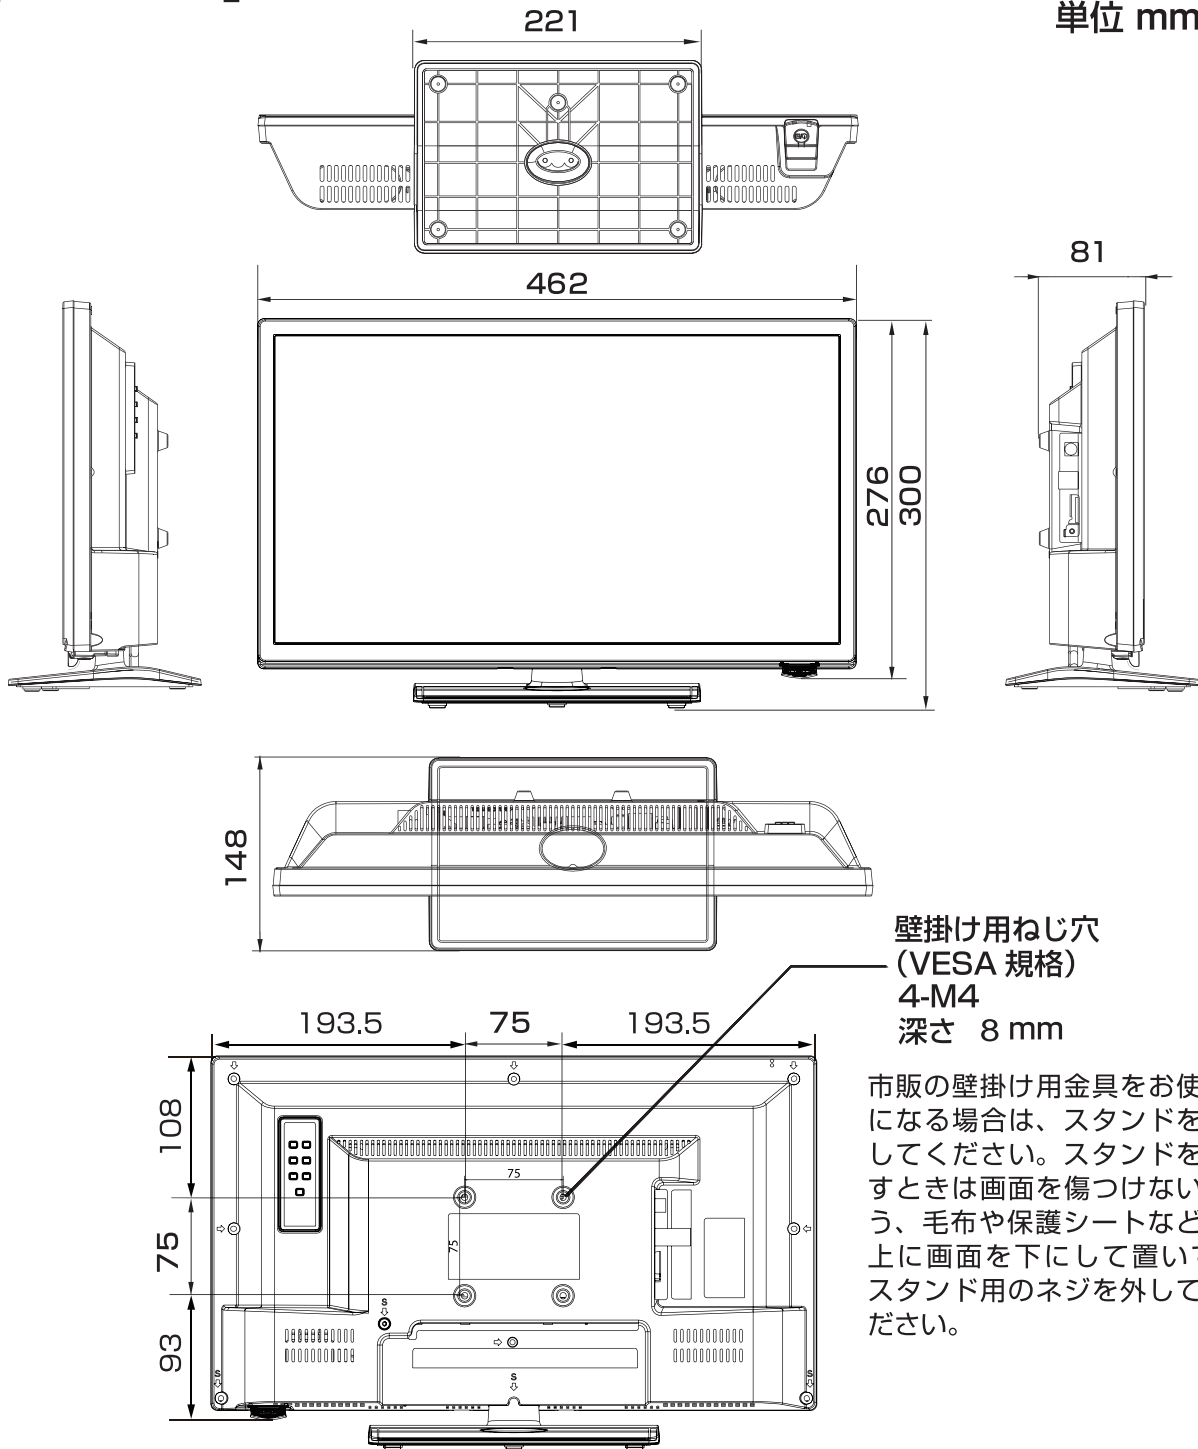 単位 mm
221
462
81
276
300
148
壁掛け用ねじ穴
（VESA 規格）
4-M4
深さ 8 mm
193.5
75
193.5
108
75
93
75
75
S
S
S
S
市販の壁掛け用金具をお使
になる場合は、スタンドを
してください。スタンドを
すときは画面を傷つけない
う、毛布や保護シートなど
上に画面を下にして置いて
スタンド用のネジを外して
ださい。